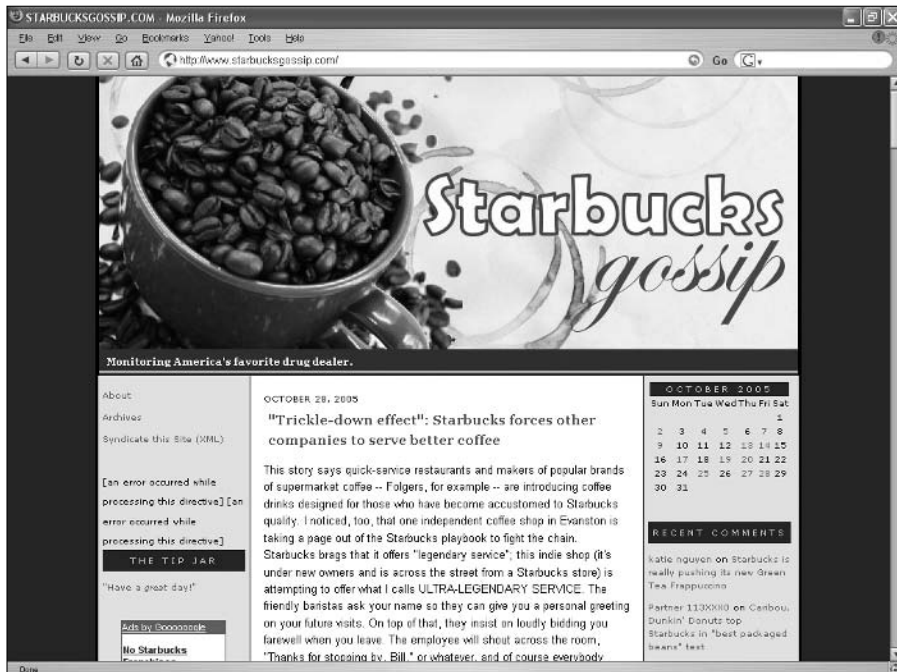 STARBUCKSGOSSIP.COM - Mozilla Firefox
File Edit View Go Bookmarks Yahoo! Tools Help
http://www.starbucksgossip.com/
Go
G
Starbucks
gossip
Monitoring America's favorite drug dealer.
About
Archives
Syndicate this Site (XML)
[an error occurred while
processing this directive] [an
error occurred while
processing this directive]
THE TIP JAR
"Have a great day!"
Ads by Goooooogle
No Starbucks
OCTOBER 28, 2005
"Trickle-down effect": Starbucks forces other
companies to serve better coffee
This story says quick-service restaurants and makers of popular brands
of supermarket coffee -- Folgers, for example -- are introducing coffee
drinks designed for those who have become accustomed to Starbucks
quality. I noticed, too, that one independent coffee shop in Evanston is
taking a page out of the Starbucks playbook to fight the chain.
Starbucks brags that it offers "legendary service"; this indie shop (it's
under new owners and is across the street from a Starbucks store) is
attempting to offer what I calls ULTRA-LEGENDARY SERVICE. The
friendly baristas ask your name so they can give you a personal greeting
on your future visits. On top of that, they insist on loudly bidding you
farewell when you leave. The employee will shout across the room,
"Thanks for stopping by, Bill," or whatever, and of course everybody
OCTOBER 2005
Sun Mon Tue Wed Thu Fri Sat
1
2 3 4 5 6 7 8
9 10 11 12 13 14 15
16 17 18 19 20 21 22
23 24 25 26 27 28 29
30 31
RECENT COMMENTS
katie nguyen on Starbucks is
really pushing its new Green
Tea Frappuccino
Partner 113XXX0 on Caribou,
Dunkin' Donuts top
Starbucks in "best packaged
beans" test
Done